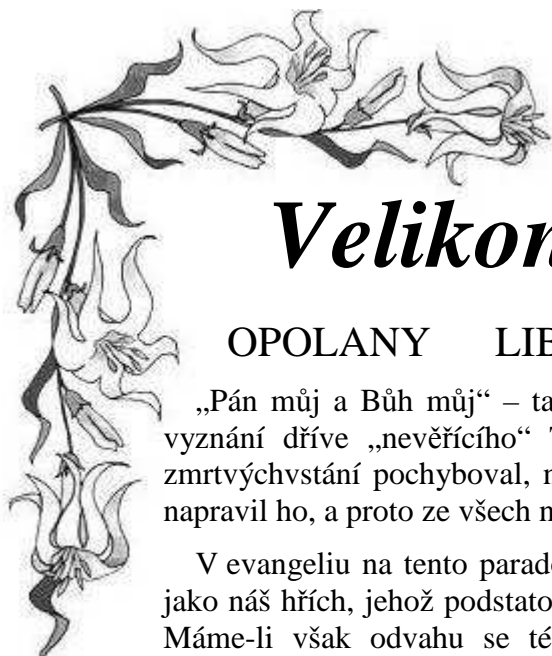 Velikon
OPOLANY LIB
„Pán můj a Bůh můj“ – ta
vyznání dříve „nevěřícího“ T
zmrtvýchvstání pochyboval, n
napravil ho, a proto ze všech n
V evangeliu na tento parado
jako náš hřích, jehož podstato
Máme-li však odvahu se té